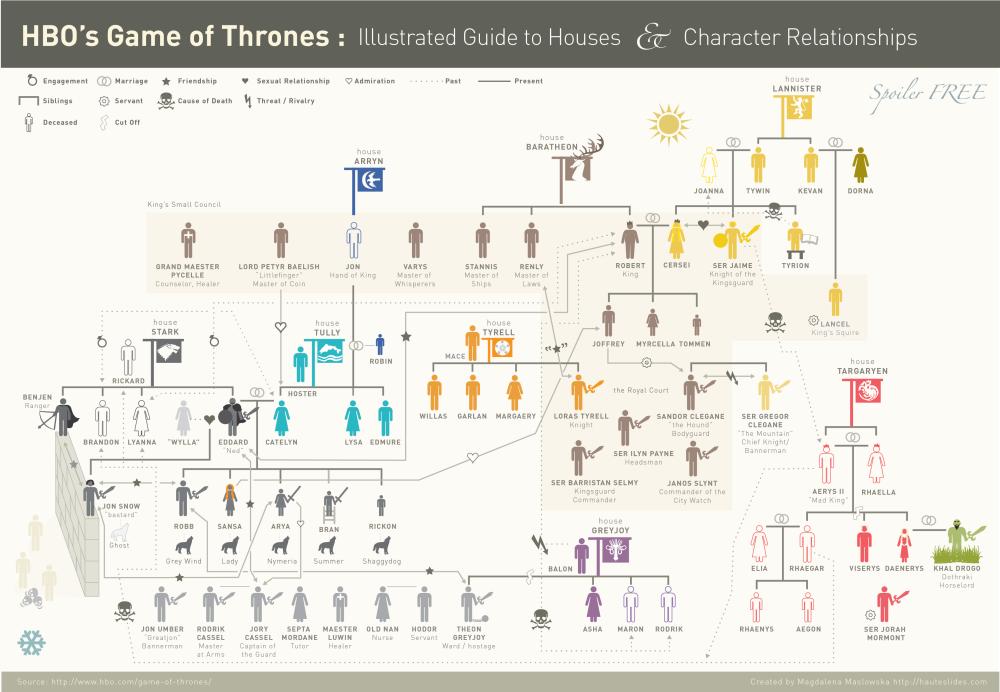 HBO's Game of Thrones : Illustrated Guide to Houses & Character Relationships
Engagement Marriage Friendship Sexual Relationship Admiration Past Present
Siblings Servant Cause of Death Threat / Rivalry
Deceased Cut Off
Spoiler FREE
house
LANNISTER
house
BARATHEON
house
ARRYN
JOANNA TYWIN KEVAN DORNA
King's Small Council
GRAND MAESTER
PYCELLE
Counselor, Healer
LORD PETYR BAELISH
"Littlefinger"
Master of Coin
JON
Hand of King
VARYS
Master of
Whisperers
STANNIS
Master of
Ships
RENLY
Master of
Laws
ROBERT
King
CERSEI
SER JAIME
Knight of the
Kingsguard
TYRION
LANCEL
King's Squire
house
STARK
RICKARD
house
TULLY
HOSTER
ROBIN
house
TYRELL
MACE
JOFFREY MYRCELLA TOMMEN
BENJEN
Ranger
BRANDON LYANNA "WYLLA" EDDARD
"Ned"
CATELYN LYSA EDMURE
WILLAS GARLAN MARGAERY
LORAS TYRELL
Knight
"
"
the Royal Court
SANDOR CLEGANE
"the Hound"
Bodyguard
SER GREGOR
CLEGANE
"The Mountain"
Chief Knight/
Bannerman
SER ILYN PAYNE
Headsman
SER BARRISTAN SELMY
Kingsguard
Commander
JANOS SLYNT
Commander of the
City Watch
house
TARGARYEN
AERYS II
"Mad King"
RHAELLA
JON SNOW
"bastard"
Ghost
ROBB SANSA ARYA BRAN RICKON
Grey Wind Lady Nymeria Summer Shaggydog
house
GREYJOY
BALON
ELIA RHAEGAR VISERYS DAENERYS
KHAL DROGO
Dothraki
Horselord
JON UMBER
"Greatjon"
Bannerman
RODRIK
CASSEL
Master
at Arms
JORY
CASSEL
Captain of
the Guard
SEPTA
MORDANE
Tutor
MAESTER
LUWIN
Healer
OLD NAN
Nurse
HODOR
Servant
THEON
GREYJOY
Ward / hostage
ASHA MARON RODRIK
RHAENYS AEGON
SER JORAH
MORMONT
Source: http://www.hbo.com/game-of-thrones/
Created by Magdalena Maslowska http://hauteslides.com